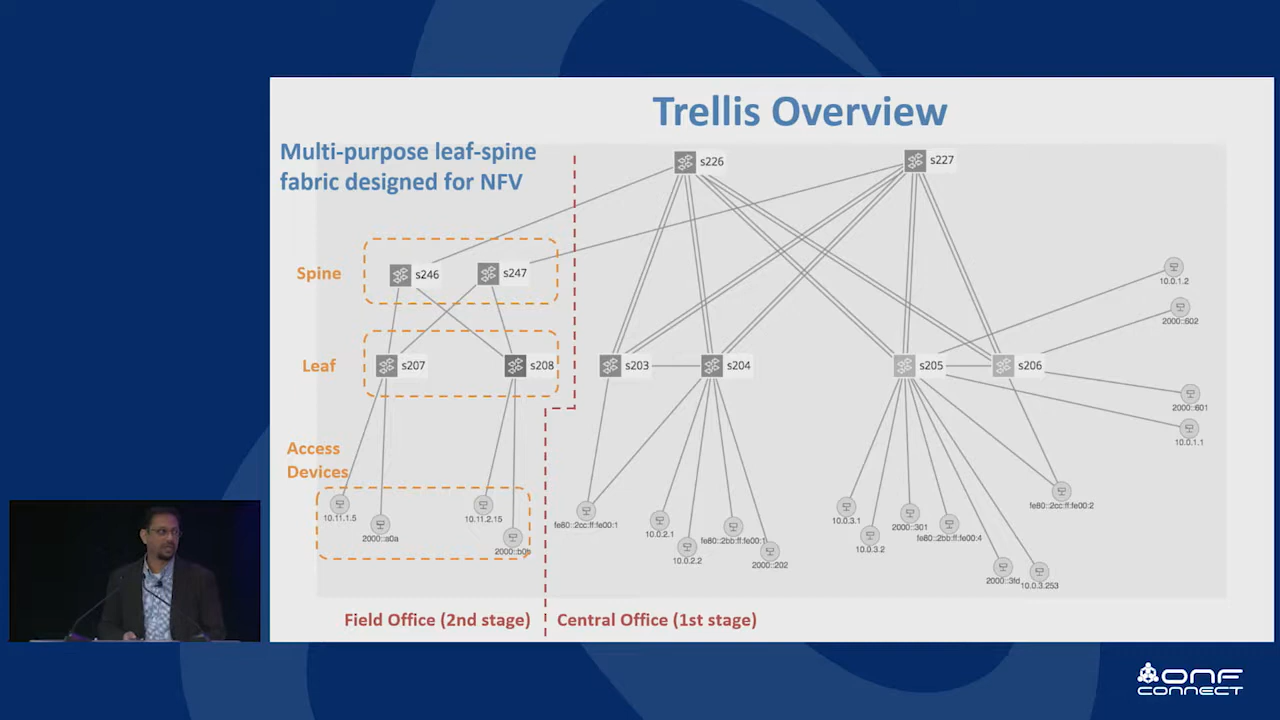 Trellis Overview
Multi-purpose leaf-spine
fabric designed for NFV
s226
s227
Spine
s246
s247
10.0.1.2
2000::602
Leaf
s207
s208
s203
s204
s205
s206
2000::601
10.0.1.1
Access
Devices
10.11.1.5
2000::a0a
10.11.2.15
2000::b0b
fe80::2cc:ff:fe00:1
10.0.2.1
10.0.2.2
fe80::2bb:ff:fe00:1
2000::202
10.0.3.1
10.0.3.2
2000::301
fe80::2bb:ff:fe00:4
2000::3fd
10.0.3.253
fe80::2cc:ff:fe00:2
Field Office (2nd stage)
Central Office (1st stage)
ONF
CONNECT